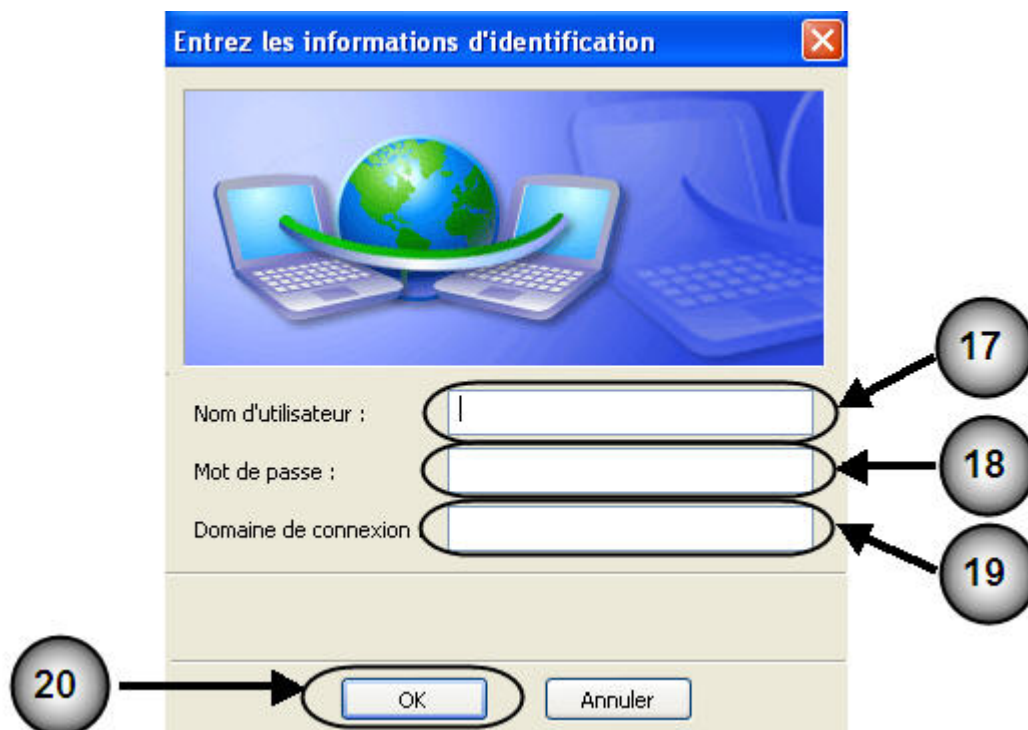 Entrez les informations d'identification
17
Nom d'utilisateur :
18
Mot de passe :
19
Domaine de connexion :
20
OK
Annuler